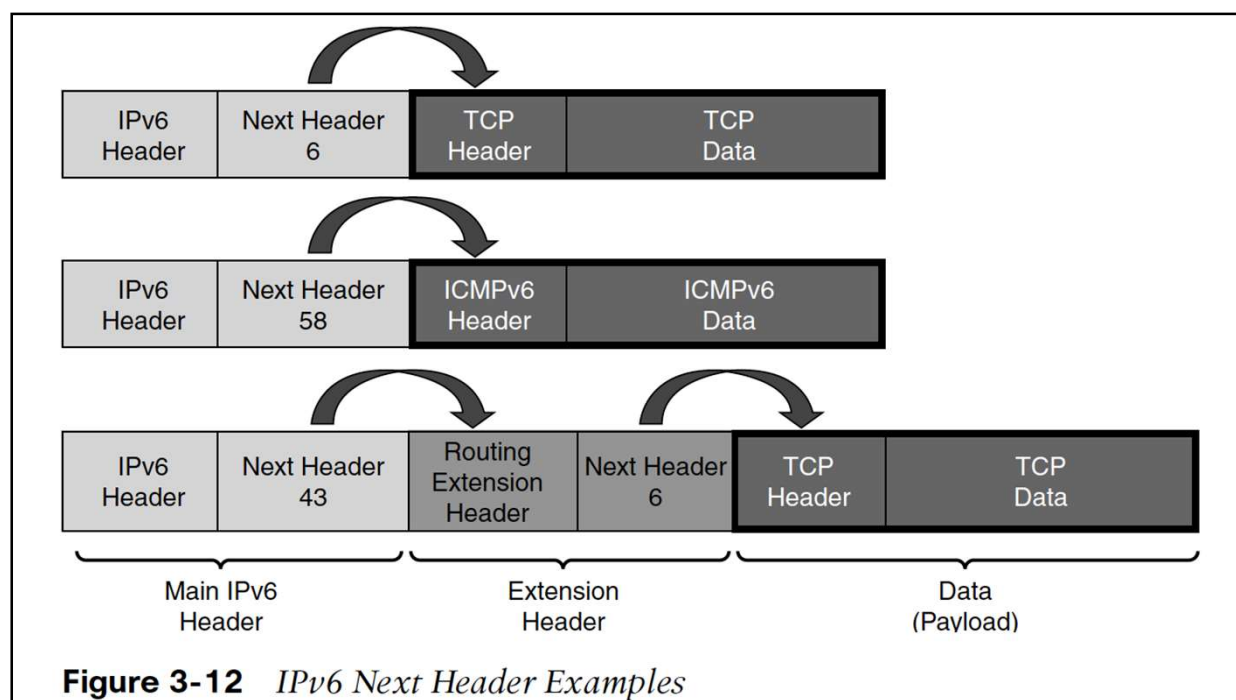 IPv6 Header
Next Header 6
TCP Header
TCP Data
IPv6 Header
Next Header 58
ICMPv6 Header
ICMPv6 Data
IPv6 Header
Next Header 43
Routing Extension Header
Next Header 6
TCP Header
TCP Data
Main IPv6 Header
Extension Header
Data (Payload)
Figure 3-12 IPv6 Next Header Examples